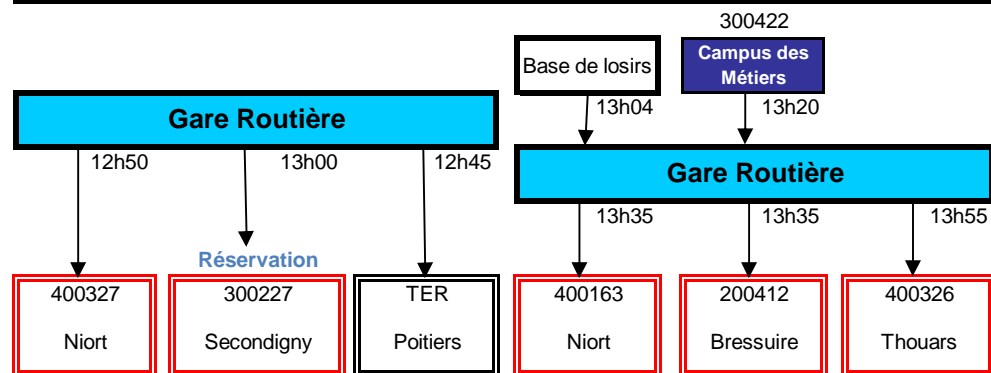 300422
Base de losirs
Campus des
Métiers
13h04
13h20
Gare Routière
12h50
13h00
12h45
Gare Routière
13h35
13h35
13h55
Réservation
400327
300227
TER
400163
200412
400326
Niort
Secondigny
Poitiers
Niort
Bressuire
Thouars